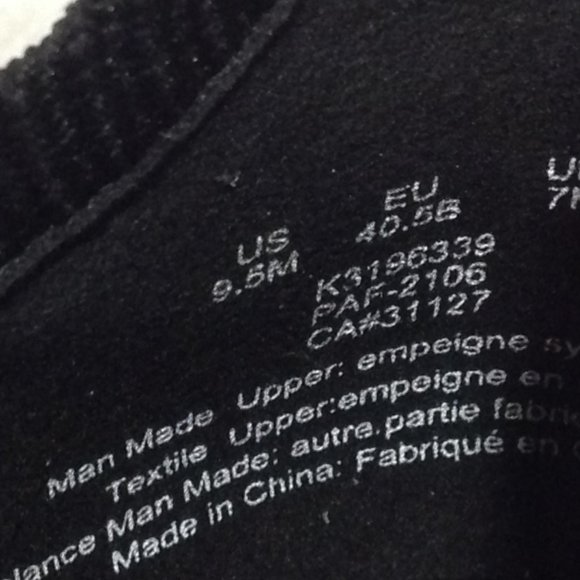 US EU
9.5M 40.5B
K3196339
PAF-2106
CA#31127
Man Made Upper: empeigne
Textile Upper:empeigne en
Man Made: autre.partie
Made in China: Fabriqué en